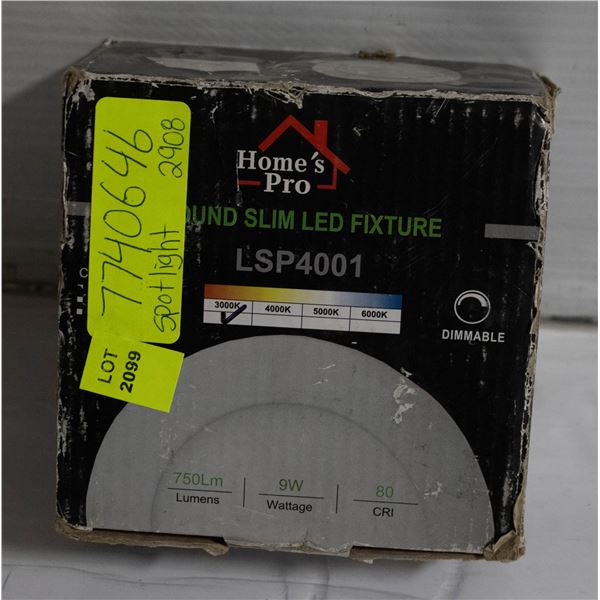 Home's
Pro
OUND SLIM LED FIXTURE
LSP4001
3000K 4000K 5000K 6000K
DIMMABLE
7740646
2908
spotlight
LOT
2099
750Lm
Lumens
9W
Wattage
80
CRI